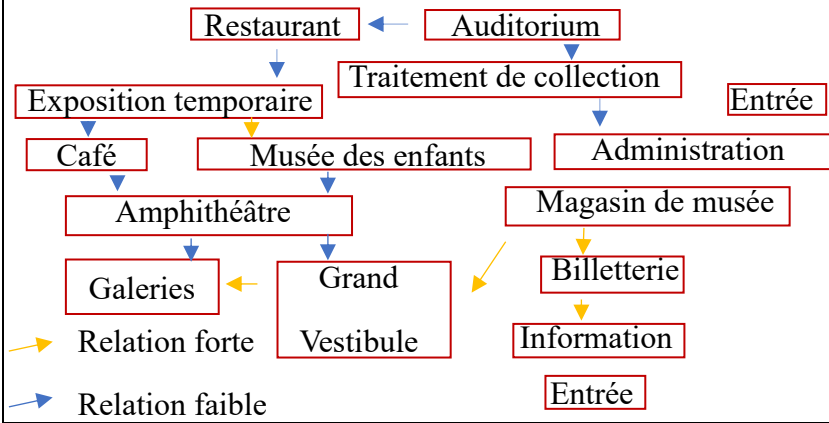 Restaurant
Auditorium
Traitement de collection
Exposition temporaire
Entrée
Café
Musée des enfants
Administration
Amphithéâtre
Magasin de musée
Galeries
Grand
Vestibule
Billetterie
Information
Relation forte
Entrée
Relation faible